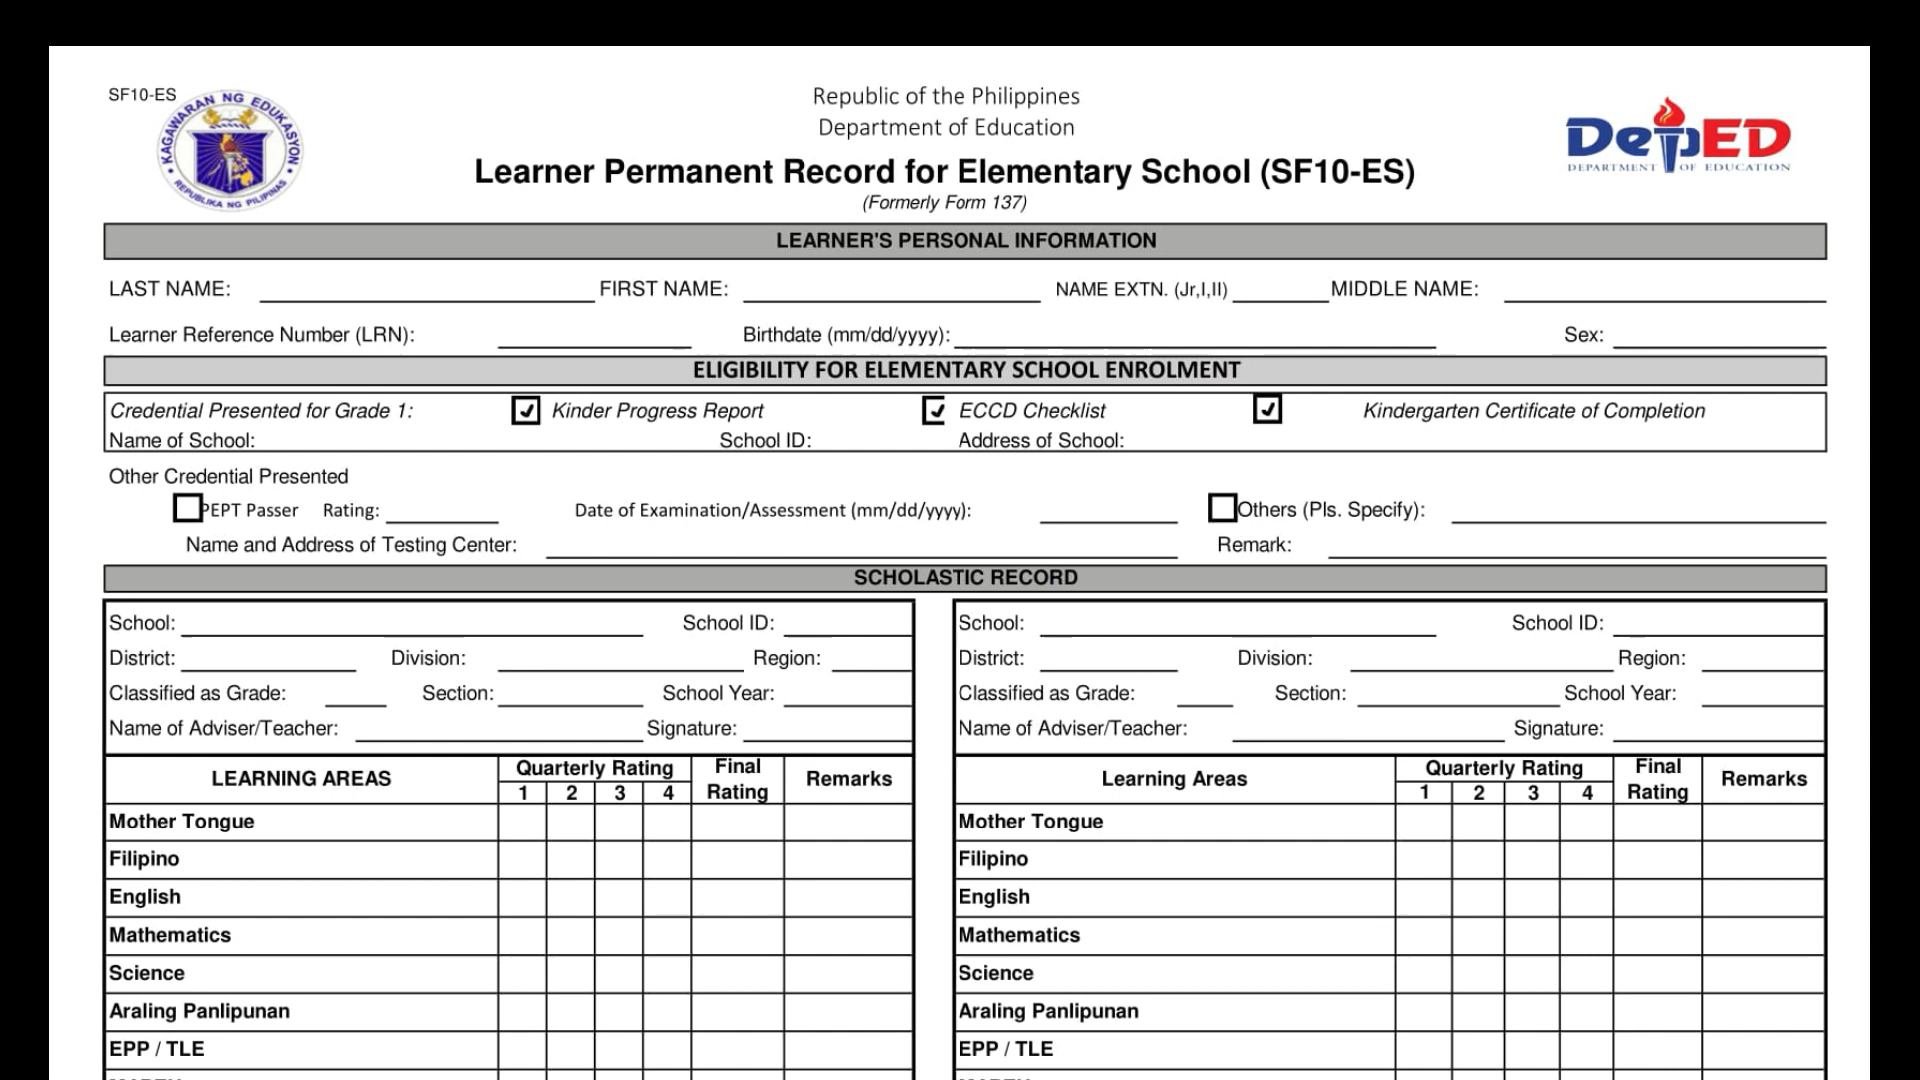 SF10-ES
KAGAWARAN NG EDUKASYON
REPUBLIKA NG PILIPINAS
Republic of the Philippines
Department of Education
Learner Permanent Record for Elementary School (SF10-ES)
(Formerly Form 137)
DepED
DEPARTMENT OF EDUCATION
LEARNER'S PERSONAL INFORMATION
LAST NAME: FIRST NAME: NAME EXTN. (Jr,I,II) MIDDLE NAME:
Learner Reference Number (LRN): Birthdate (mm/dd/yyyy): Sex:
ELIGIBILITY FOR ELEMENTARY SCHOOL ENROLMENT
Credential Presented for Grade 1: Kinder Progress Report ECCD Checklist Kindergarten Certificate of Completion
Name of School: School ID: Address of School:
Other Credential Presented
PEPT Passer Rating: Date of Examination/Assessment (mm/dd/yyyy): Others (Pls. Specify):
Name and Address of Testing Center: Remark:
SCHOLASTIC RECORD
School: School ID:
District: Division: Region:
Classified as Grade: Section: School Year:
Name of Adviser/Teacher: Signature:
LEARNING AREAS Quarterly Rating Final Rating Remarks
1 2 3 4
Mother Tongue
Filipino
English
Mathematics
Science
Araling Panlipunan
EPP / TLE
School: School ID:
District: Division: Region:
Classified as Grade: Section: School Year:
Name of Adviser/Teacher: Signature:
Learning Areas Quarterly Rating Final Rating Remarks
1 2 3 4
Mother Tongue
Filipino
English
Mathematics
Science
Araling Panlipunan
EPP / TLE